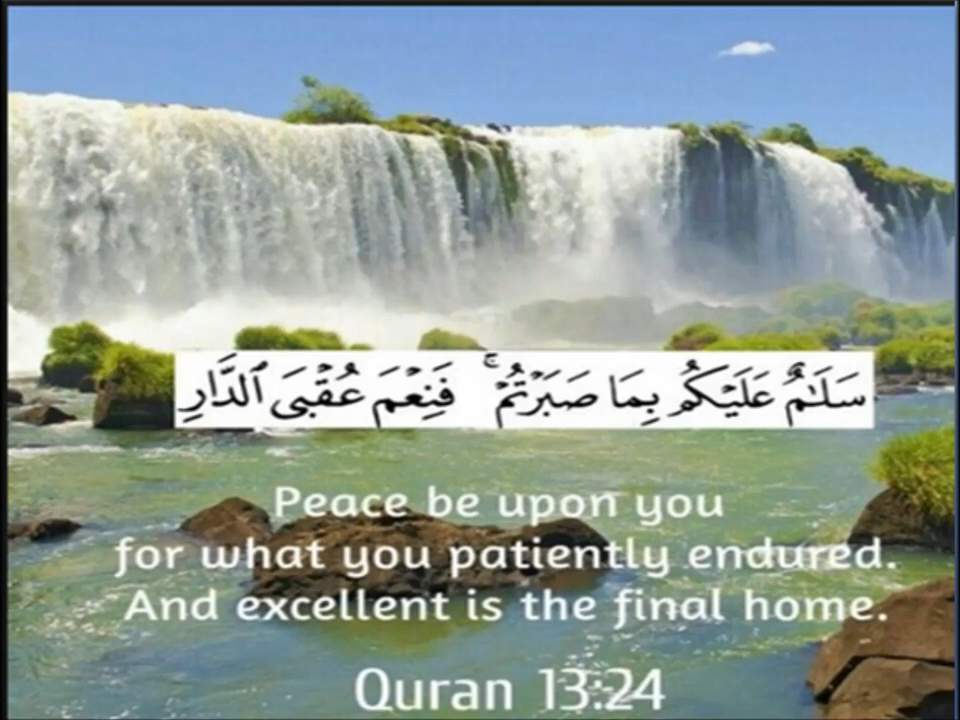 سَلَـٰمٌ عَلَيْكُم بِمَا صَبَرْتُمْ ۚ فَنِعْمَ عُقْبَى ٱلدَّارِ
Peace be upon you
for what you patiently endured.
And excellent is the final home.
Quran 13:24